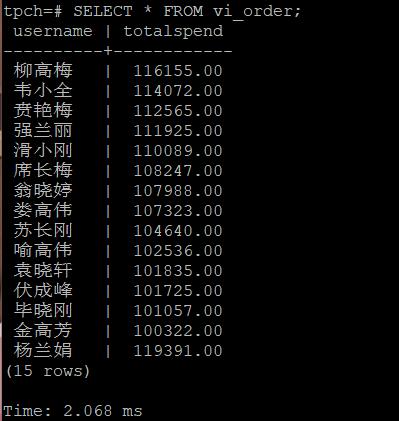 tpch=# SELECT * FROM vi_order;
username | totalspend
----------+------------
柳高梅 | 116155.00
韦小全 | 114072.00
贲艳梅 | 112565.00
强兰丽 | 111925.00
滑小刚 | 110089.00
席长梅 | 108247.00
翁晓婷 | 107988.00
娄高伟 | 107323.00
苏长刚 | 104640.00
喻高伟 | 102536.00
袁晓轩 | 101835.00
伏成峰 | 101725.00
毕晓刚 | 101057.00
金高芳 | 100322.00
杨兰娟 | 119391.00
(15 rows)
Time: 2.068 ms